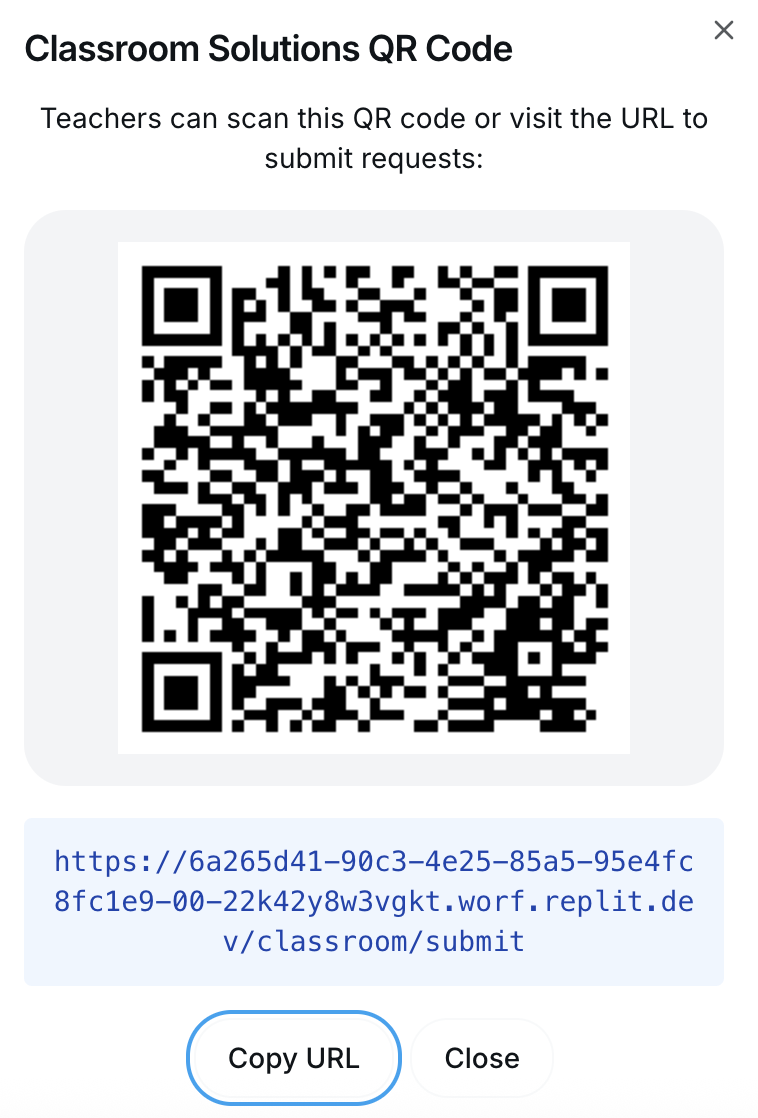 Classroom Solutions QR Code
Teachers can scan this QR code or visit the URL to
submit requests:
https://6a265d41-90c3-4e25-85a5-95e4fc
8fc1e9-00-22k42y8w3vgkt.worf.replit.de
v/classroom/submit
Copy URL
Close